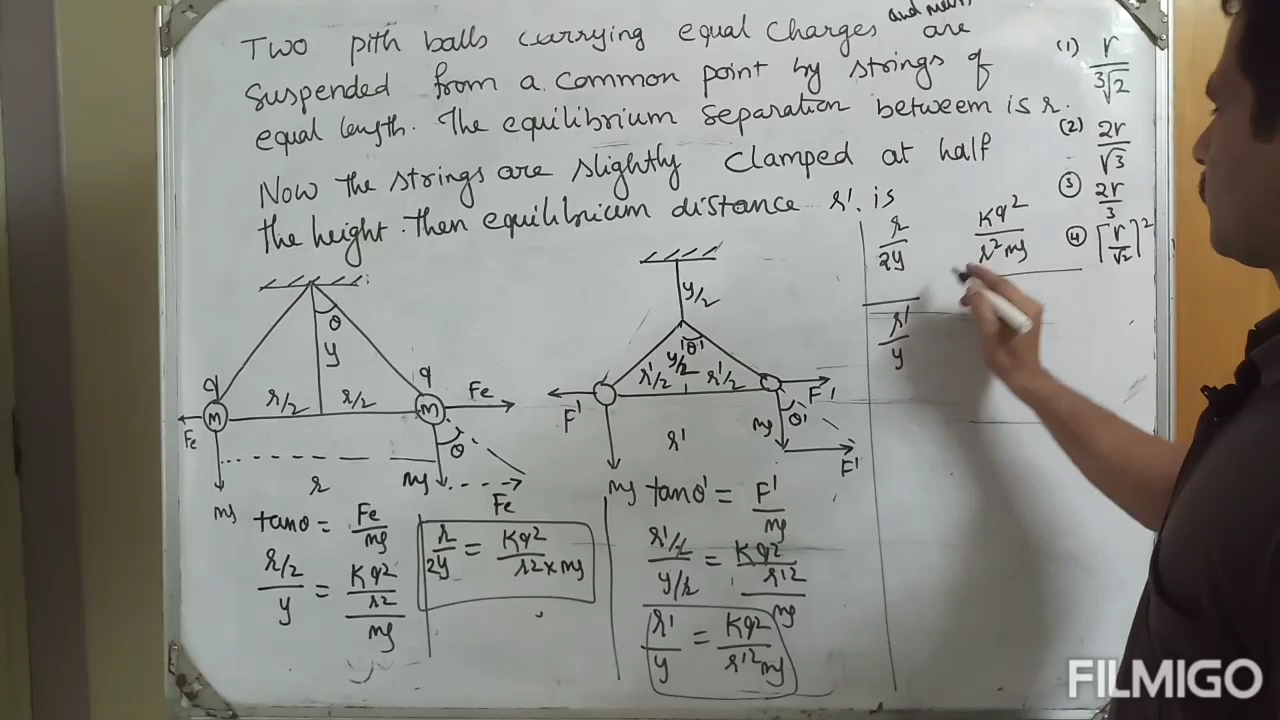 Two pith balls carrying equal charges and mass are
suspended from a common point by strings of
equal length. The equilibrium separation betweem is r.
Now the strings are slightly clamped at half
the height. Then equilibrium distance r'. is
(1) r/3√2
(2) 2r/√3
(3) 2r/3
(4) [r/√2]²
θ
y
r/2 r/2
q q
M M
Fe Fe
θ
r
mg mg
Fe
tanθ = Fe/mg
r/2/y = Kq²/r²/mg
r/2y = Kq²/r²×mg
y/2
θ'
y/2
r'/2 r'/2
F' F'
mg θ'
r'
F'
mg
tanθ' = F'/mg
r'/2/y/2 = Kq²/r'²/mg
r'/y = Kq²/r'²mg
r/2y Kq²/r²mg
r'/y
FILMIGO